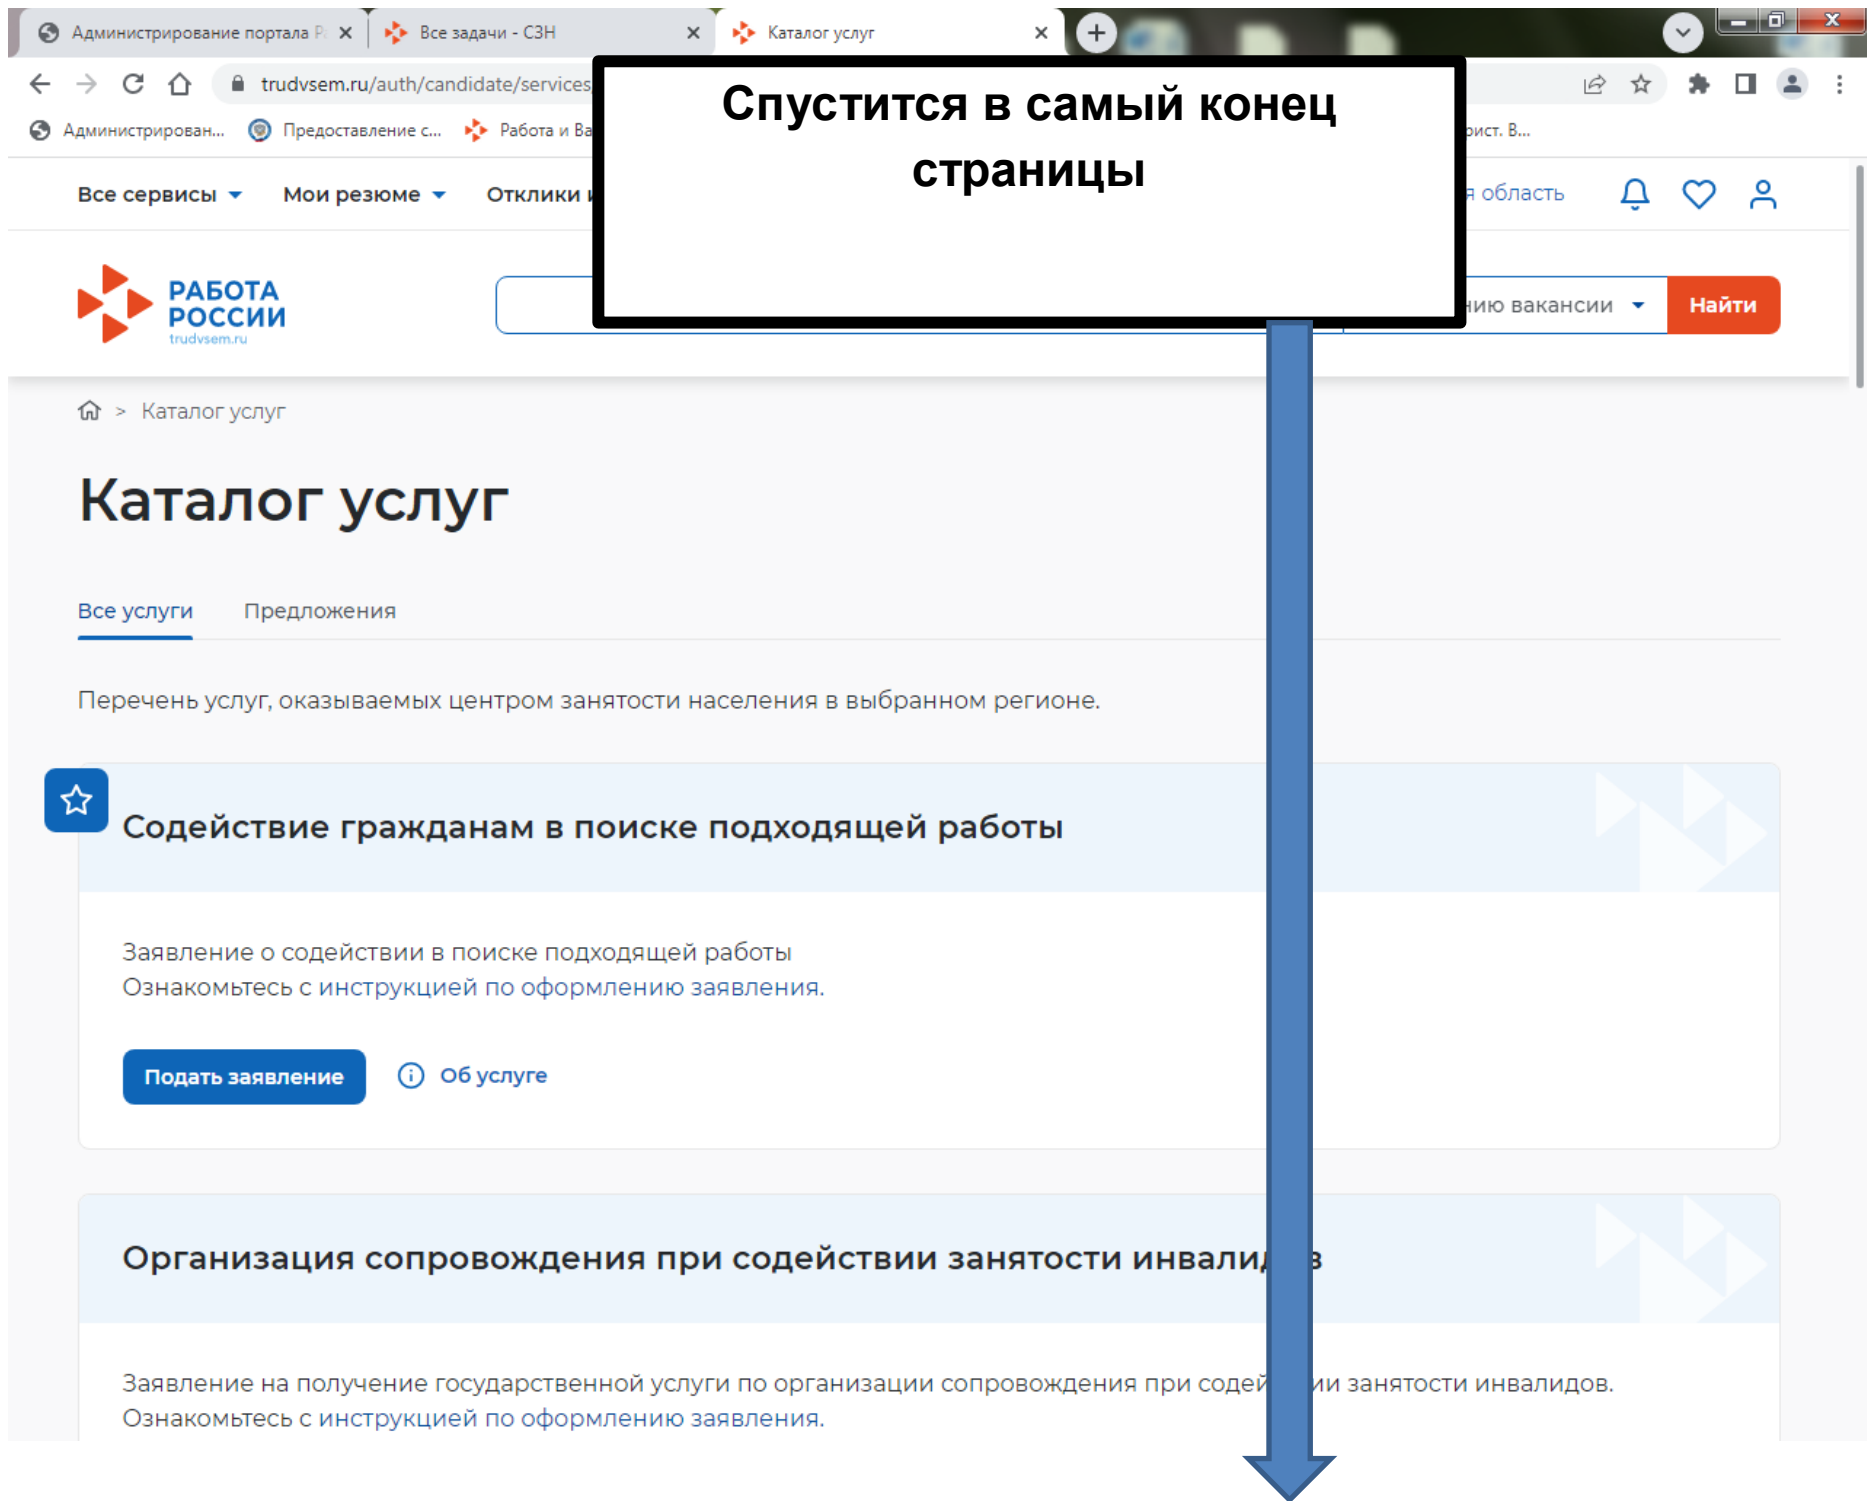 Администрирование портала Р
Все задачи - СЗН
Каталог услуг
trudvsem.ru/auth/candidate/services
Администрирован...
Предоставление с...
Работа и Ва
рист. В...
Спустится в самый конец
страницы
Все сервисы
Мои резюме
Отклики и
я область
РАБОТА
РОССИИ
trudvsem.ru
нию вакансии
Найти
> Каталог услуг
Каталог услуг
Все услуги
Предложения
Перечень услуг, оказываемых центром занятости населения в выбранном регионе.
Содействие гражданам в поиске подходящей работы
Заявление о содействии в поиске подходящей работы
Ознакомьтесь с инструкцией по оформлению заявления.
Подать заявление
Об услуге
Организация сопровождения при содействии занятости инвали в
Заявление на получение государственной услуги по организации сопровождения при содей ии занятости инвалидов.
Ознакомьтесь с инструкцией по оформлению заявления.